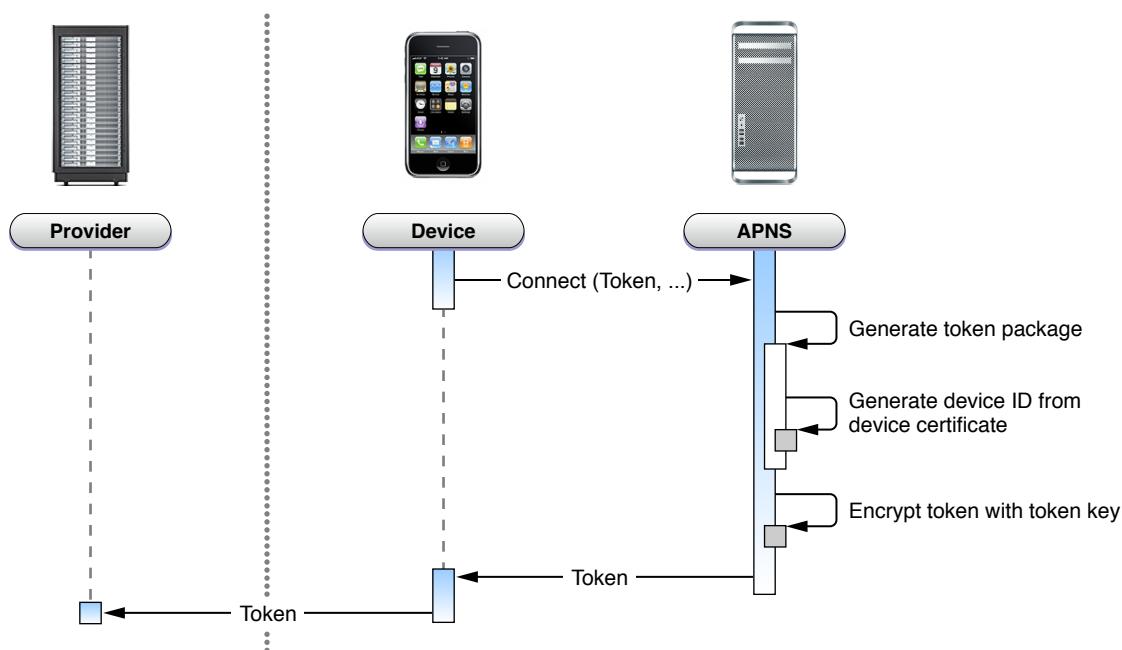 Provider
Device
APNS
Connect (Token, ...)
Generate token package
Generate device ID from
device certificate
Encrypt token with token key
Token
Token